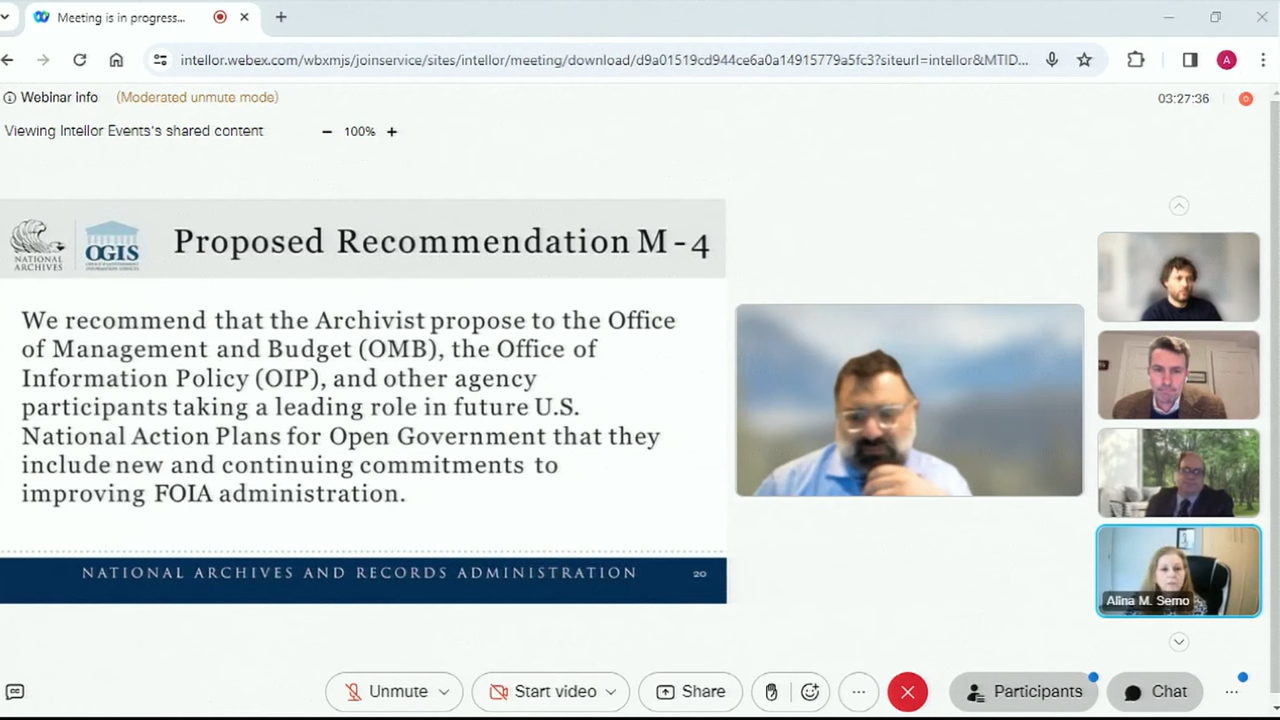 Meeting is in progress...
intellor.webex.com/wbxmjs/joinservice/sites/intellor/meeting/download/d9a01519cd944ce6a0a14915779a5fc3?siteurl=intellor&MTID...
A
Webinar info (Moderated unmute mode)
03:27:36
Viewing Intellor Events's shared content
100%
NATIONAL ARCHIVES
OGIS
Proposed Recommendation M-4
We recommend that the Archivist propose to the Office
of Management and Budget (OMB), the Office of
Information Policy (OIP), and other agency
participants taking a leading role in future U.S.
National Action Plans for Open Government that they
include new and continuing commitments to
improving FOIA administration.
NATIONAL ARCHIVES AND RECORDS ADMINISTRATION 20
Alina M. Semo
Unmute
Start video
Share
Participants
Chat